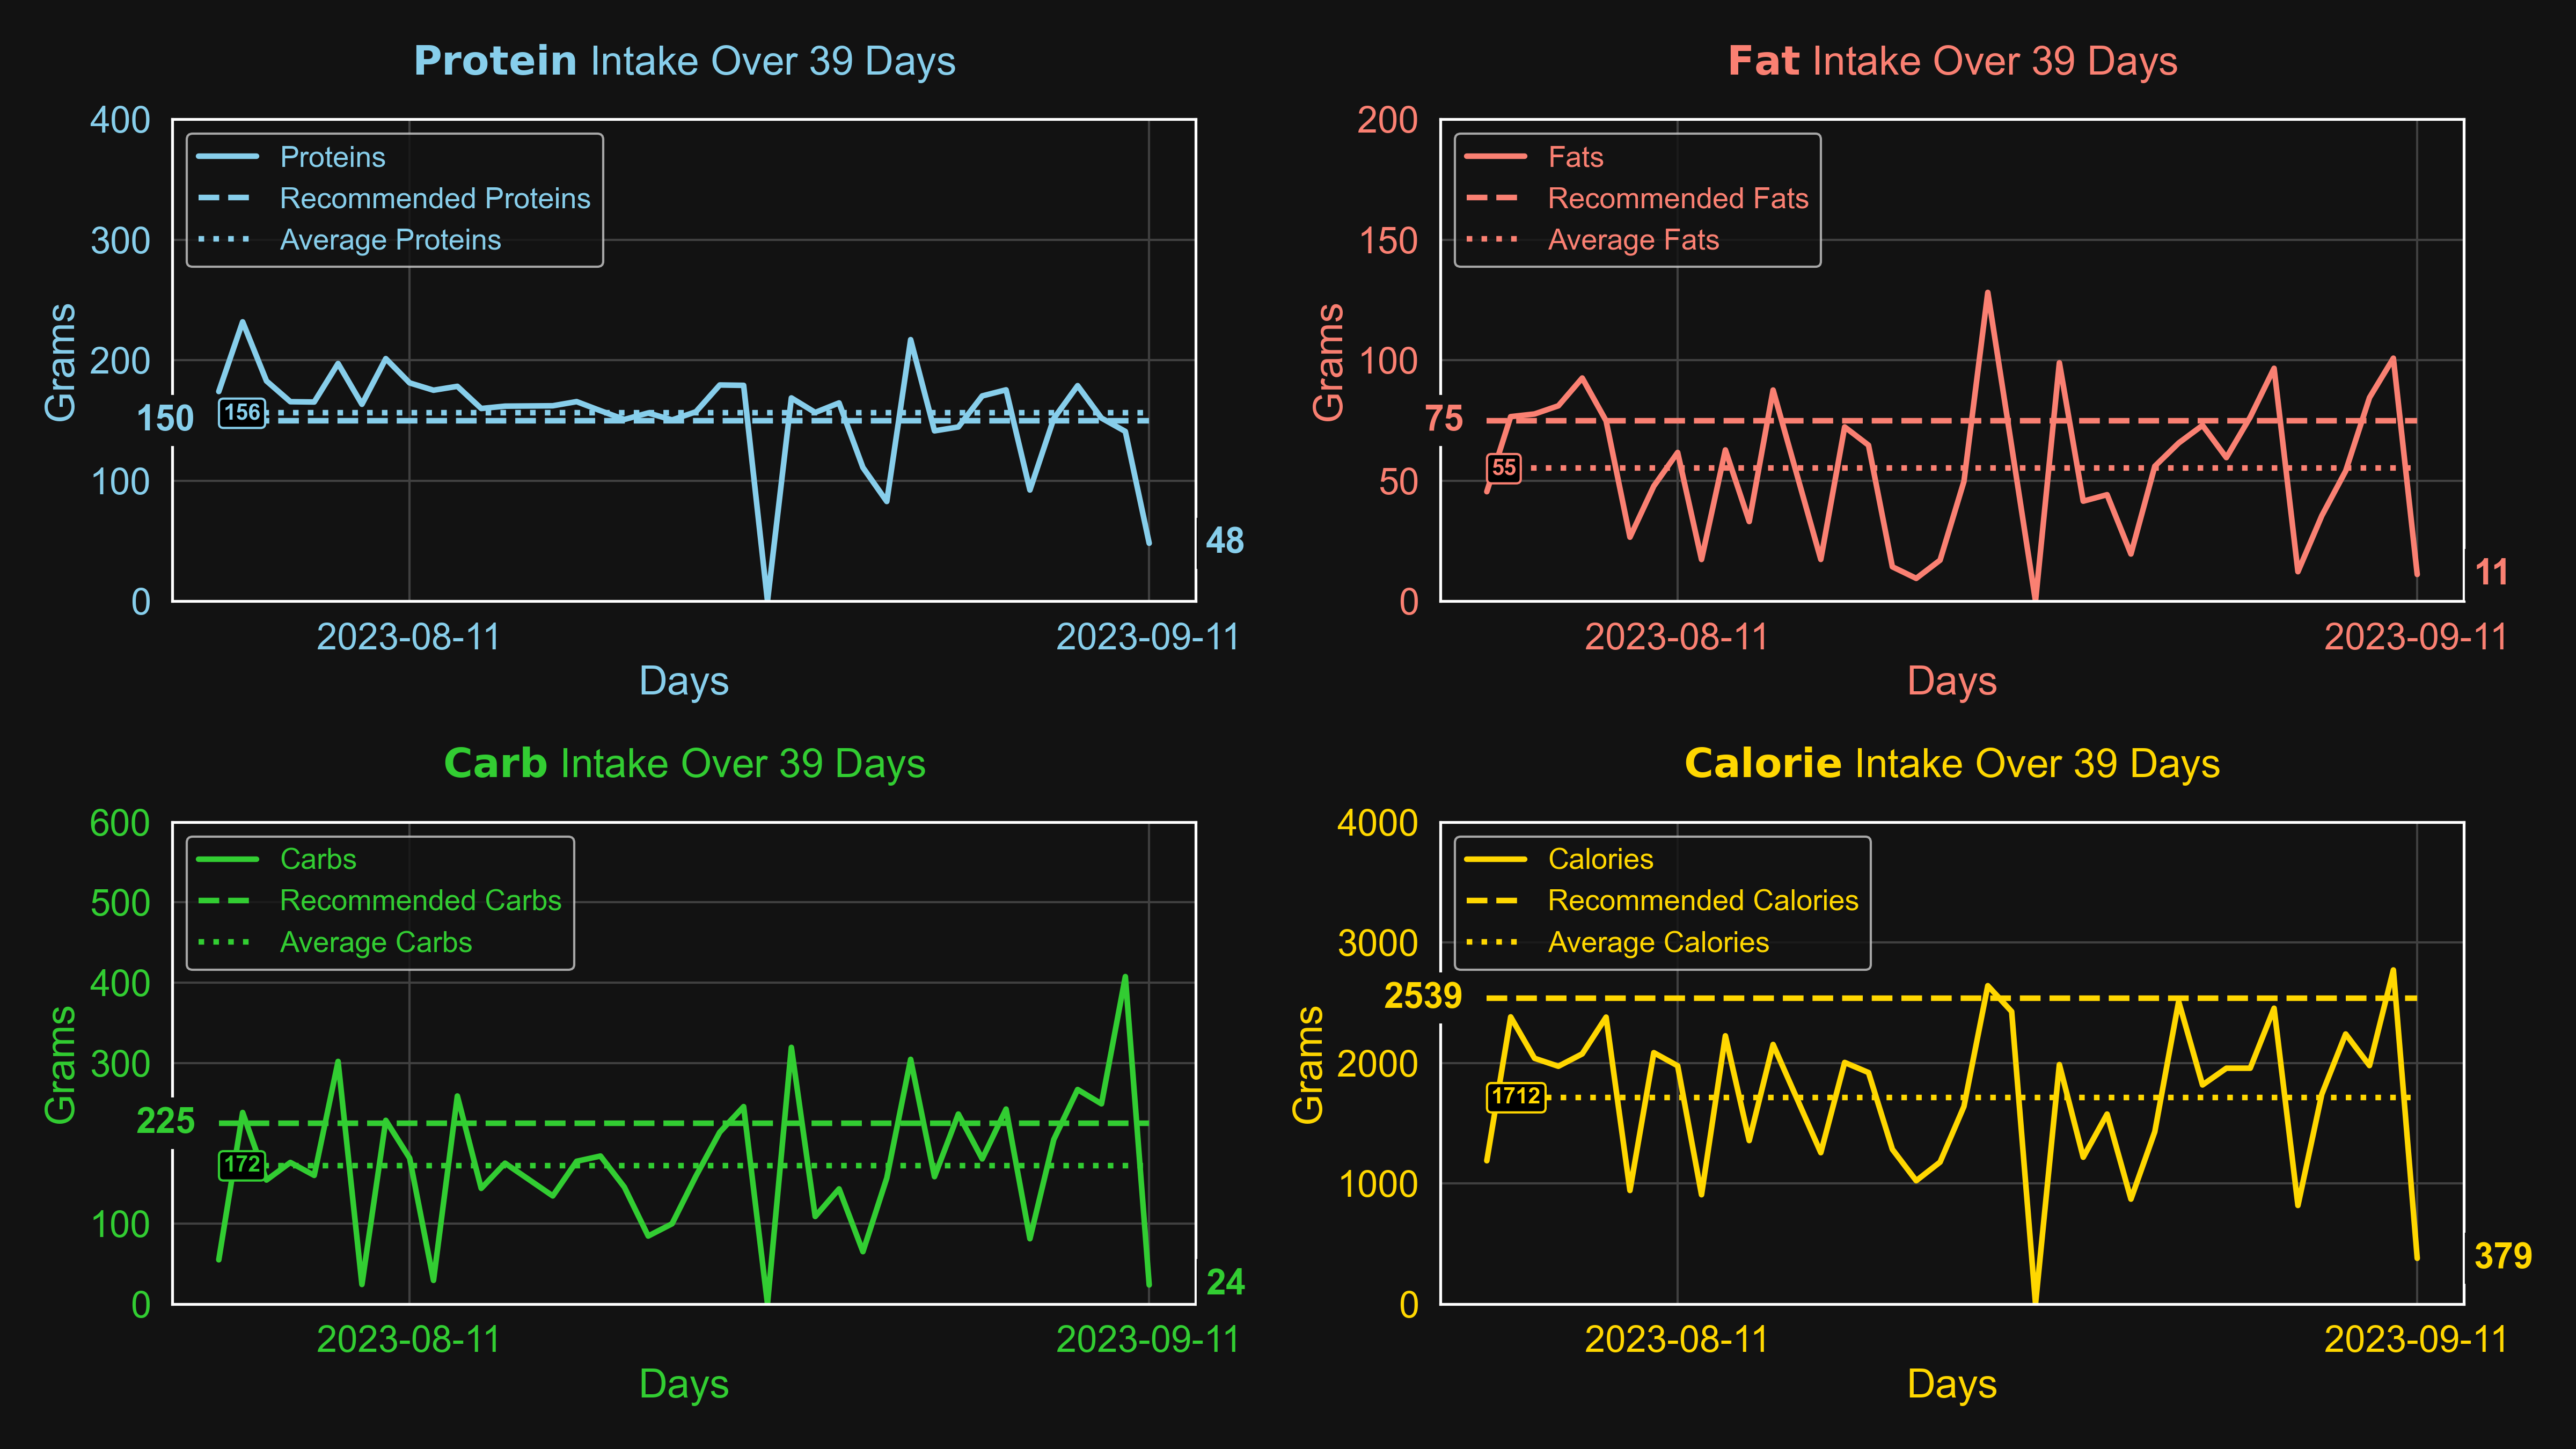 Protein Intake Over 39 Days
400
300
200
100
0
150
156
48
Grams
Proteins
Recommended Proteins
Average Proteins
2023-08-11
2023-09-11
Days
Fat Intake Over 39 Days
200
150
100
50
0
75
55
11
Grams
Fats
Recommended Fats
Average Fats
2023-08-11
2023-09-11
Days
Carb Intake Over 39 Days
600
500
400
300
100
0
225
172
24
Grams
Carbs
Recommended Carbs
Average Carbs
2023-08-11
2023-09-11
Days
Calorie Intake Over 39 Days
4000
3000
2000
1000
0
2539
1712
379
Grams
Calories
Recommended Calories
Average Calories
2023-08-11
2023-09-11
Days